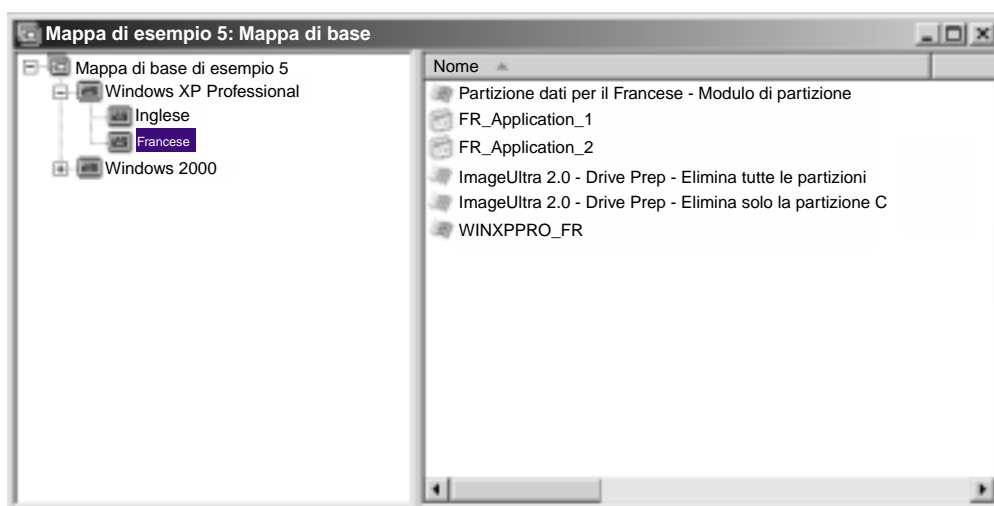 Mappa di esempio 5: Mappa di base
Mappa di base di esempio 5
Windows XP Professional
Inglese
Francese
Windows 2000
Nome
Partizione dati per il Francese - Modulo di partizione
FR_Application_1
FR_Application_2
ImageUltra 2.0 - Drive Prep - Elimina tutte le partizioni
ImageUltra 2.0 - Drive Prep - Elimina solo la partizione C
WINXPPRO_FR